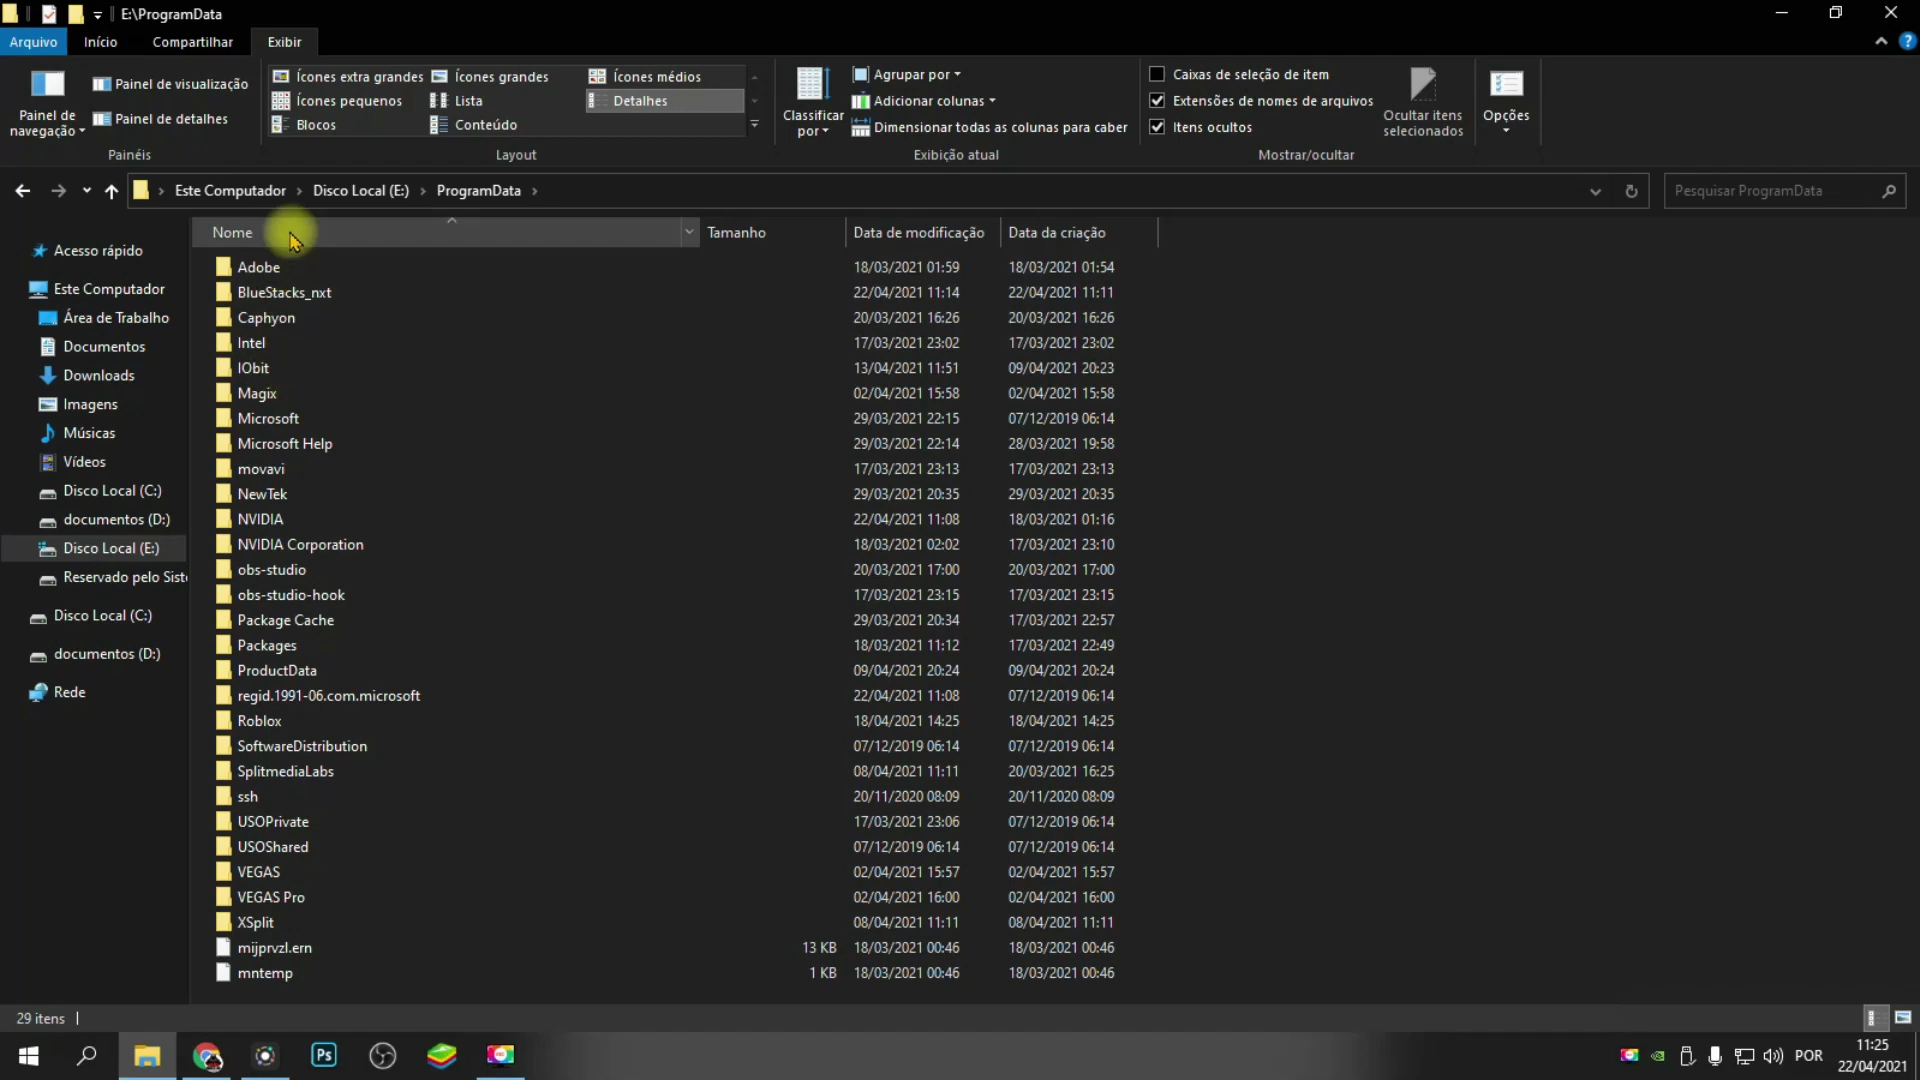 E:\ProgramData
Arquivo Início Compartilhar Exibir
?
Painel de navegação
Painel de visualização
Painel de detalhes
Painéis
Ícones extra grandes Ícones grandes Ícones médios
Ícones pequenos Lista Detalhes
Blocos Conteúdo
Layout
Classificar por
Agrupar por
Adicionar colunas
Dimensionar todas as colunas para caber
Exibição atual
Caixas de seleção de item
Extensões de nomes de arquivos
Itens ocultos
Ocultar itens selecionados
Mostrar/ocultar
Opções
Este Computador > Disco Local (E:) > ProgramData >
Pesquisar ProgramData
Acesso rápido
Este Computador
Área de Trabalho
Documentos
Downloads
Imagens
Músicas
Vídeos
Disco Local (C:)
documentos (D:)
Disco Local (E:)
Reservado pelo Siste
Disco Local (C:)
documentos (D:)
Rede
Nome Tamanho Data de modificação Data da criação
Adobe 18/03/2021 01:59 18/03/2021 01:54
BlueStacks_nxt 22/04/2021 11:14 22/04/2021 11:11
Caphyon 20/03/2021 16:26 20/03/2021 16:26
Intel 17/03/2021 23:02 17/03/2021 23:02
IObit 13/04/2021 11:51 09/04/2021 20:23
Magix 02/04/2021 15:58 02/04/2021 15:58
Microsoft 29/03/2021 22:15 07/12/2019 06:14
Microsoft Help 29/03/2021 22:14 28/03/2021 19:58
movavi 17/03/2021 23:13 17/03/2021 23:13
NewTek 29/03/2021 20:35 29/03/2021 20:35
NVIDIA 22/04/2021 11:08 18/03/2021 01:16
NVIDIA Corporation 18/03/2021 02:02 17/03/2021 23:10
obs-studio 20/03/2021 17:00 20/03/2021 17:00
obs-studio-hook 17/03/2021 23:15 17/03/2021 23:15
Package Cache 29/03/2021 20:34 17/03/2021 22:57
Packages 18/03/2021 11:12 17/03/2021 22:49
ProductData 09/04/2021 20:24 09/04/2021 20:24
regid.1991-06.com.microsoft 22/04/2021 11:08 07/12/2019 06:14
Roblox 18/04/2021 14:25 18/04/2021 14:25
SoftwareDistribution 07/12/2019 06:14 07/12/2019 06:14
SplitmediaLabs 08/04/2021 11:11 20/03/2021 16:25
ssh 20/11/2020 08:09 20/11/2020 08:09
USOPrivate 17/03/2021 23:06 07/12/2019 06:14
USOShared 07/12/2019 06:14 07/12/2019 06:14
VEGAS 02/04/2021 15:57 02/04/2021 15:57
VEGAS Pro 02/04/2021 16:00 02/04/2021 16:00
XSplit 08/04/2021 11:11 08/04/2021 11:11
mijprvzl.ern 13 KB 18/03/2021 00:46 18/03/2021 00:46
mntemp 1 KB 18/03/2021 00:46 18/03/2021 00:46
29 itens
Ps
POR
11:25
22/04/2021